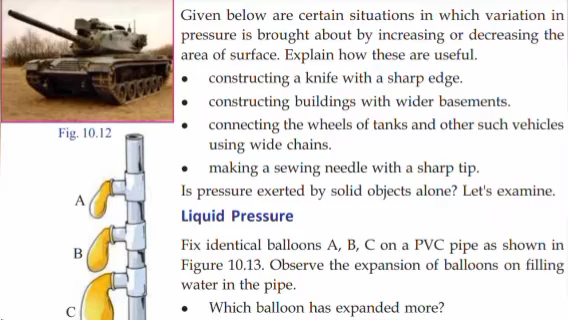 Given below are certain situations in which variation in
pressure is brought about by increasing or decreasing the
area of surface. Explain how these are useful.
• constructing a knife with a sharp edge.
• constructing buildings with wider basements.
• connecting the wheels of tanks and other such vehicles
using wide chains.
• making a sewing needle with a sharp tip.
Is pressure exerted by solid objects alone? Let's examine.
Liquid Pressure
Fix identical balloons A, B, C on a PVC pipe as shown in
Figure 10.13. Observe the expansion of balloons on filling
water in the pipe.
• Which balloon has expanded more?
Fig. 10.12
A
B
C